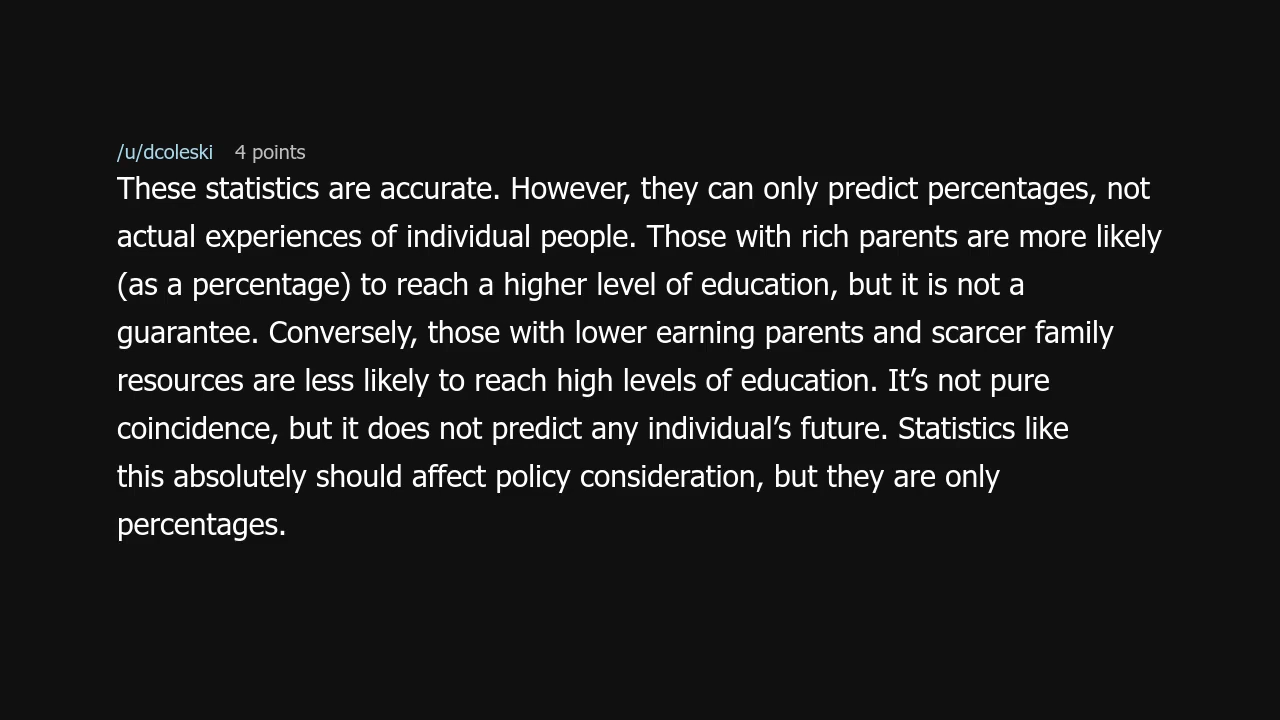 /u/dcoleski 4 points
These statistics are accurate. However, they can only predict percentages, not
actual experiences of individual people. Those with rich parents are more likely
(as a percentage) to reach a higher level of education, but it is not a
guarantee. Conversely, those with lower earning parents and scarcer family
resources are less likely to reach high levels of education. It’s not pure
coincidence, but it does not predict any individual’s future. Statistics like
this absolutely should affect policy consideration, but they are only
percentages.